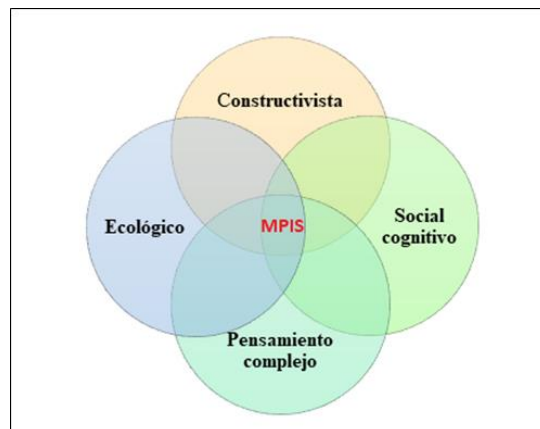 Constructivista
Ecológico
MPIS
Social
cognitivo
Pensamiento
complejo